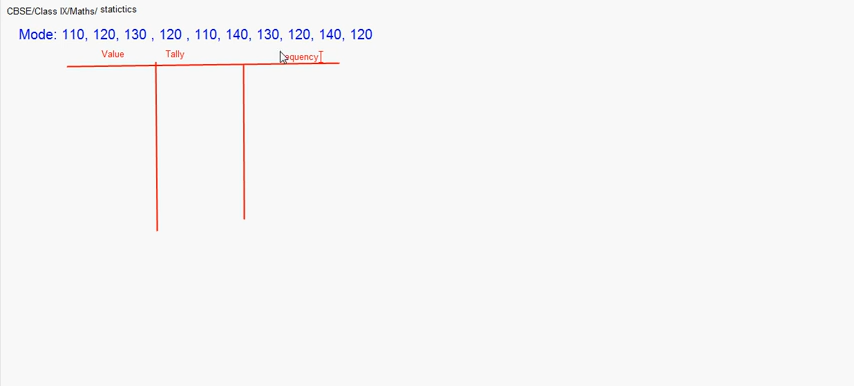 CBSE/Class IX/Maths/ statictics
Mode: 110, 120, 130 , 120 , 110, 140, 130, 120, 140, 120
Value Tally